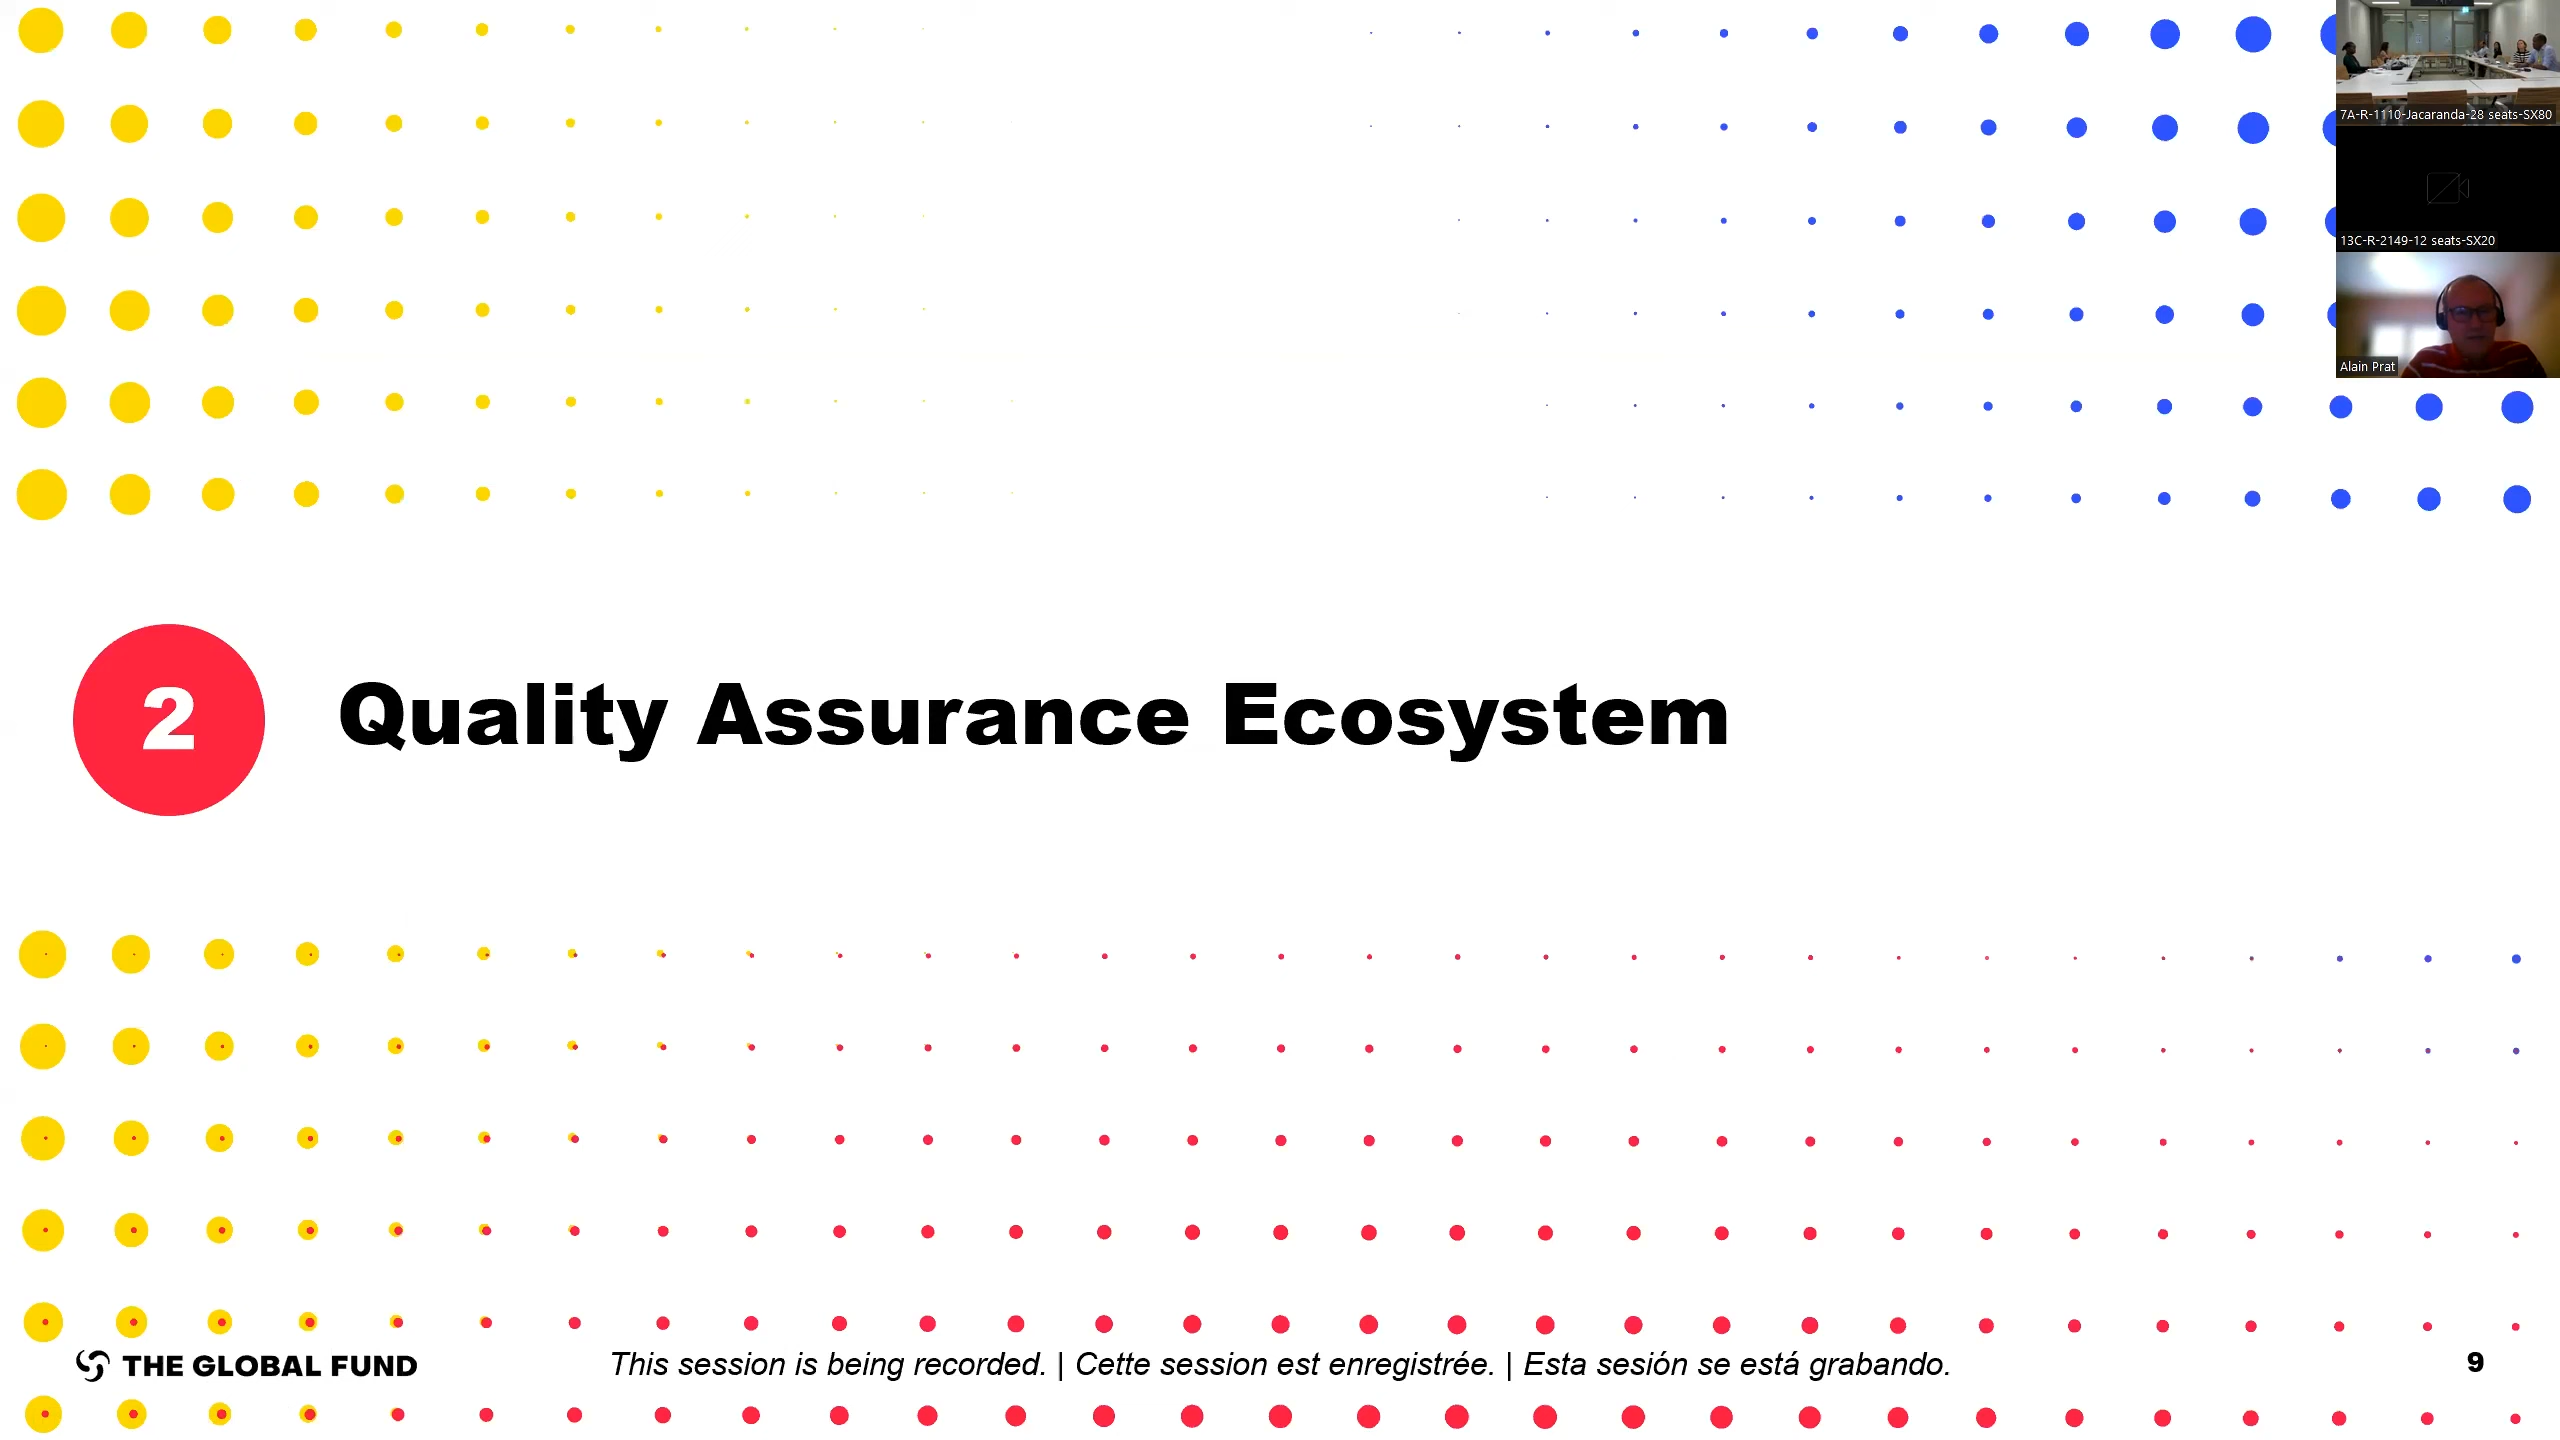 7A-R-1110-Jacaranda-28 seats-SX80
13C-R-2149-12 seats-SX20
Alain Prat
2
Quality Assurance Ecosystem
THE GLOBAL FUND
This session is being recorded. | Cette session est enregistrée. | Esta sesión se está grabando.
9